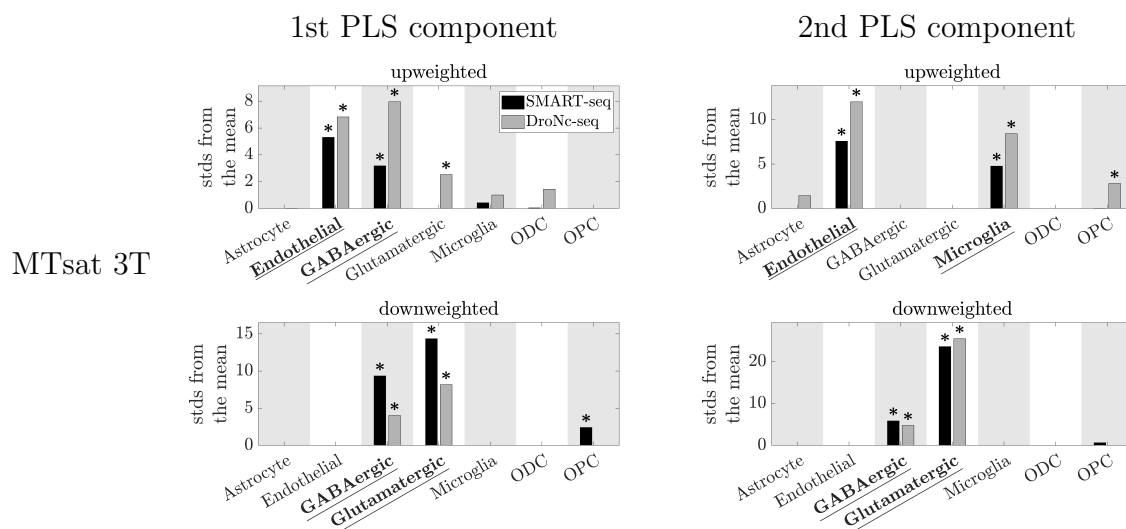 1st PLS component
2nd PLS component
MTsat 3T
upweighted
stds from
the mean
8
6
4
2
0
* * * * *
SMART-seq
DroNc-seq
Astrocyte
Endothelial
GABAergic
Glutamatergic
Microglia
ODC
OPC
upweighted
stds from
the mean
10
5
0
* * * * *
Astrocyte
Endothelial
GABAergic
Glutamatergic
Microglia
ODC
OPC
downweighted
stds from
the mean
15
10
5
0
* * * * *
Astrocyte
Endothelial
GABAergic
Glutamatergic
Microglia
ODC
OPC
downweighted
stds from
the mean
20
10
0
* * * *
Astrocyte
Endothelial
GABAergic
Glutamatergic
Microglia
ODC
OPC